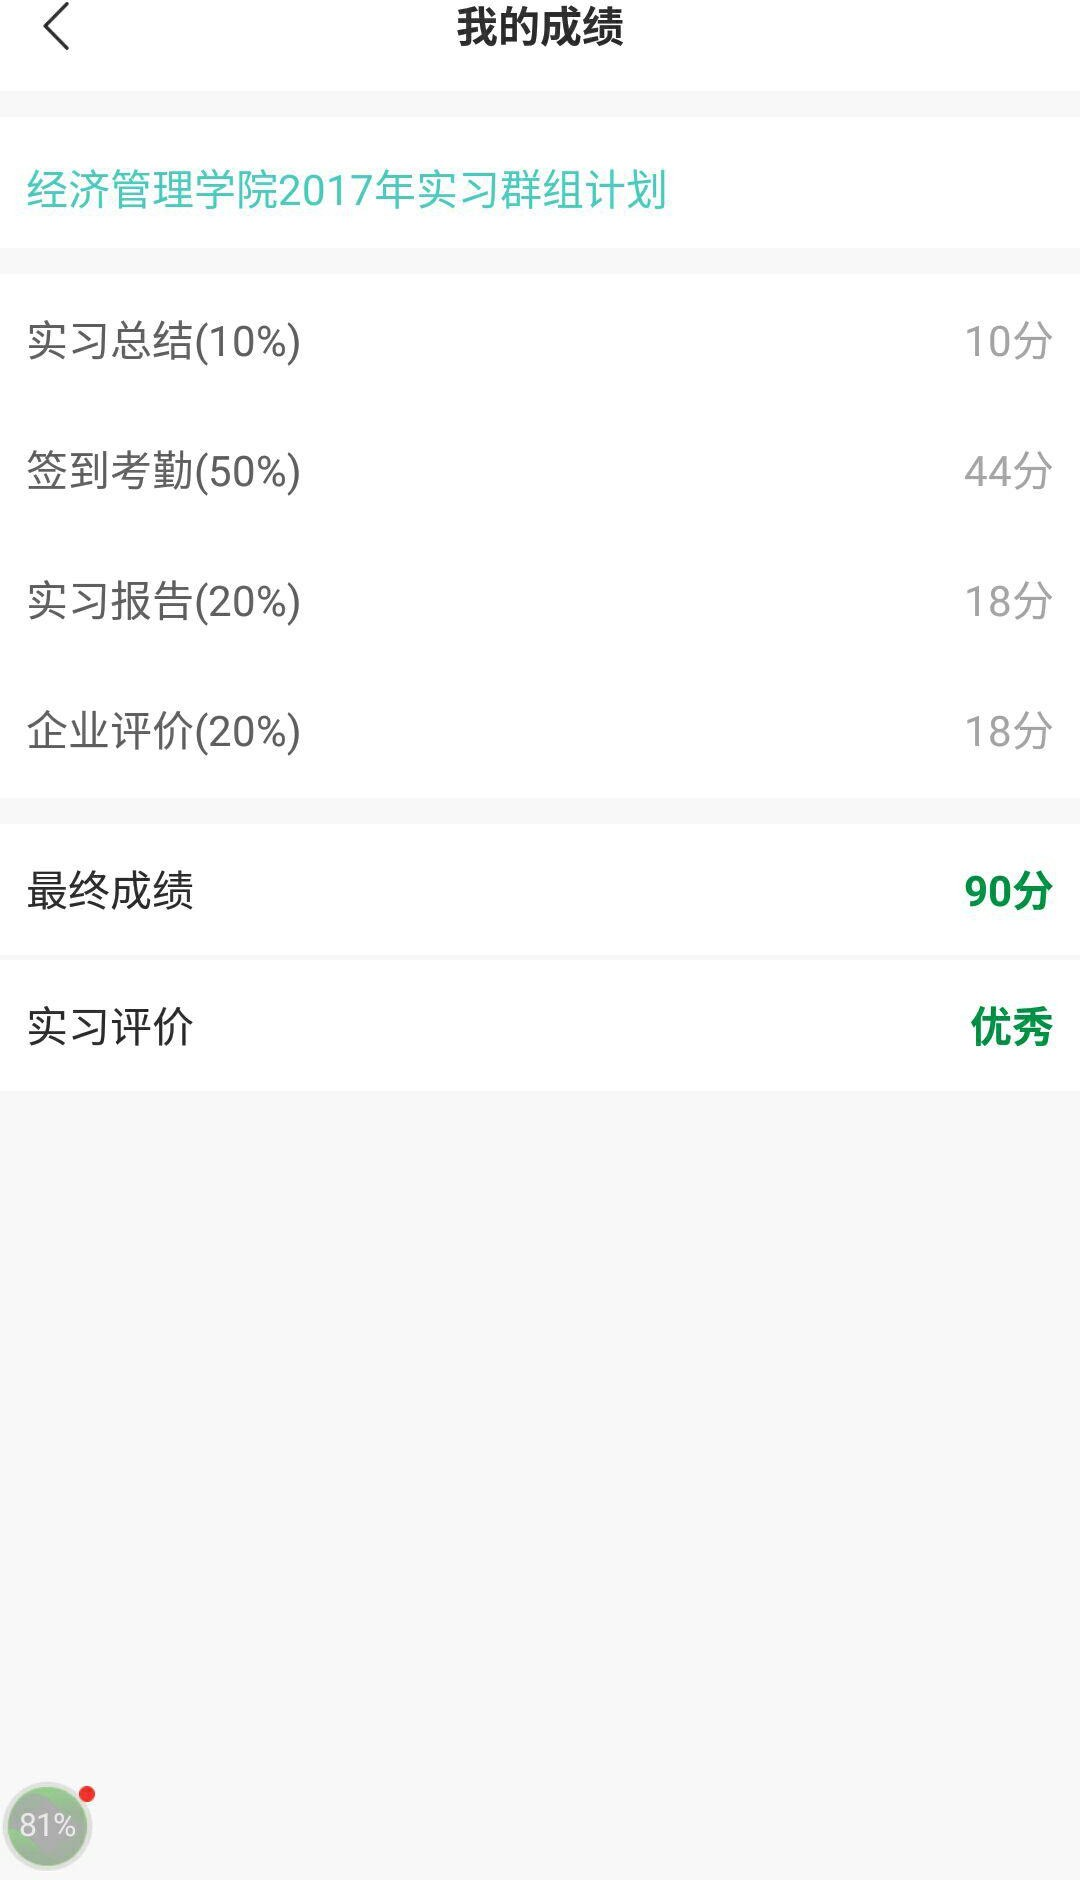 我的成绩
经济管理学院2017年实习群组计划
实习总结(10%) 10分
签到考勤(50%) 44分
实习报告(20%) 18分
企业评价(20%) 18分
最终成绩 90分
实习评价 优秀
81%